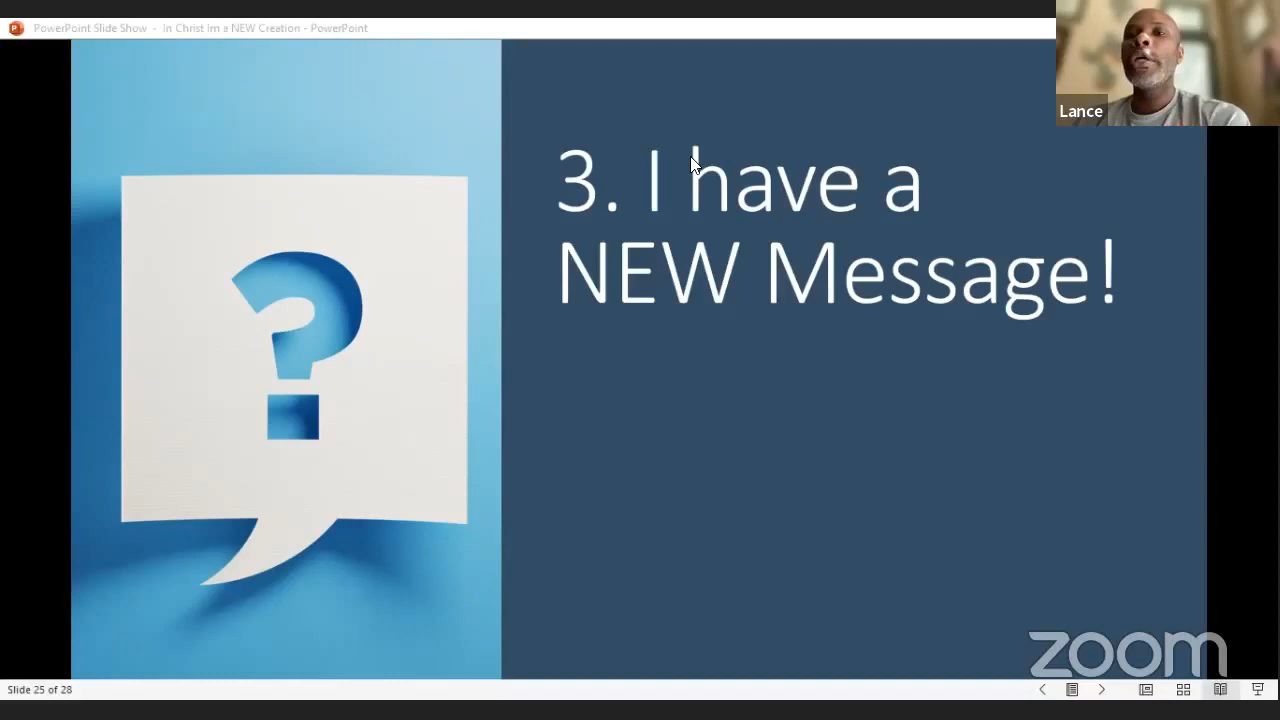 PowerPoint Slide Show - In Christ Im a NEW Creation - PowerPoint
Lance
3. I have a
NEW Message!
?
zoom
Slide 25 of 28